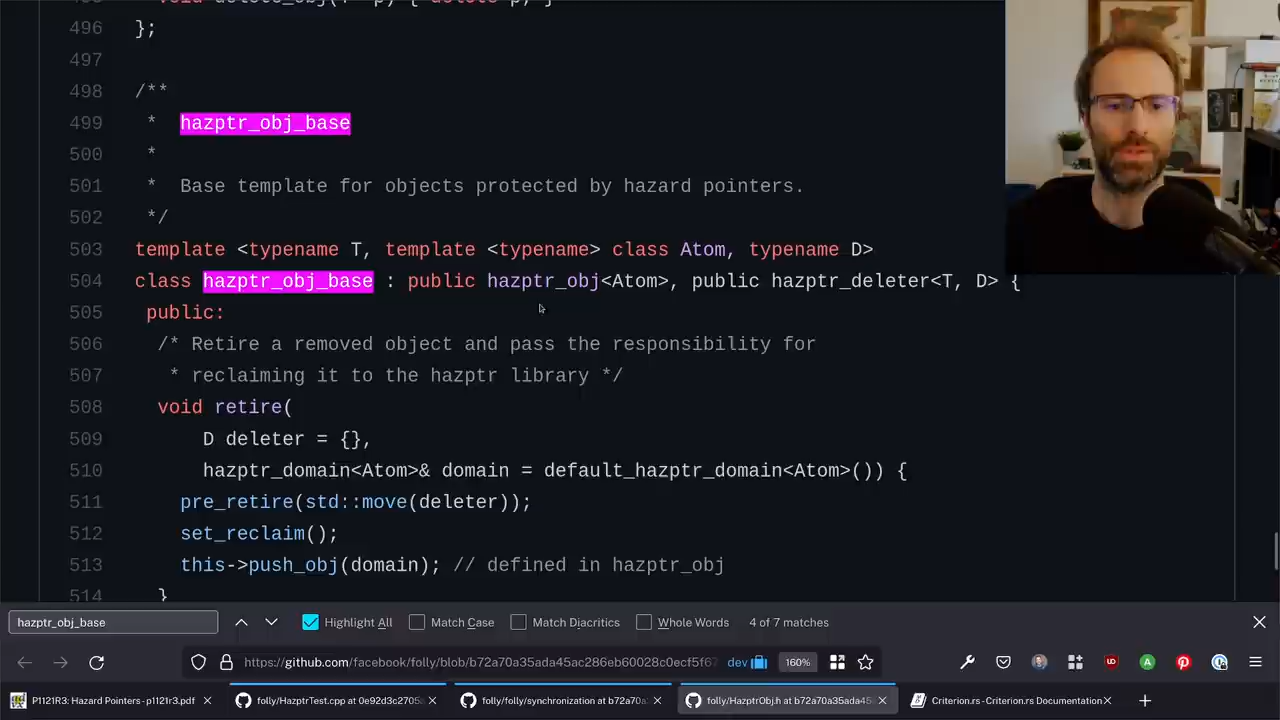 496 };
497
498 /**
499  *  hazptr_obj_base
500  *
501  *  Base template for objects protected by hazard pointers.
502  */
503 template <typename T, template <typename> class Atom, typename D>
504 class hazptr_obj_base : public hazptr_obj<Atom>, public hazptr_deleter<T, D> {
505  public:
506   /* Retire a removed object and pass the responsibility for
507    * reclaiming it to the hazptr library */
508   void retire(
509       D deleter = {},
510       hazptr_domain<Atom>& domain = default_hazptr_domain<Atom>()) {
511     pre_retire(std::move(deleter));
512     set_reclaim();
513     this->push_obj(domain); // defined in hazptr_obj
514   }
hazptr_obj_base Highlight All Match Case Match Diacritics Whole Words 4 of 7 matches
https://github.com/facebook/folly/blob/b72a70a35ada45ac286eb60028c0ecf5f67 dev 160%
P1121R3: Hazard Pointers - p1121r3.pdf folly/HazptrTest.cpp at 0e92d3c2705 folly/folly/synchronization at b72a70 folly/HazptrObj.h at b72a70a35ada45 Criterion.rs - Criterion.rs Documentation